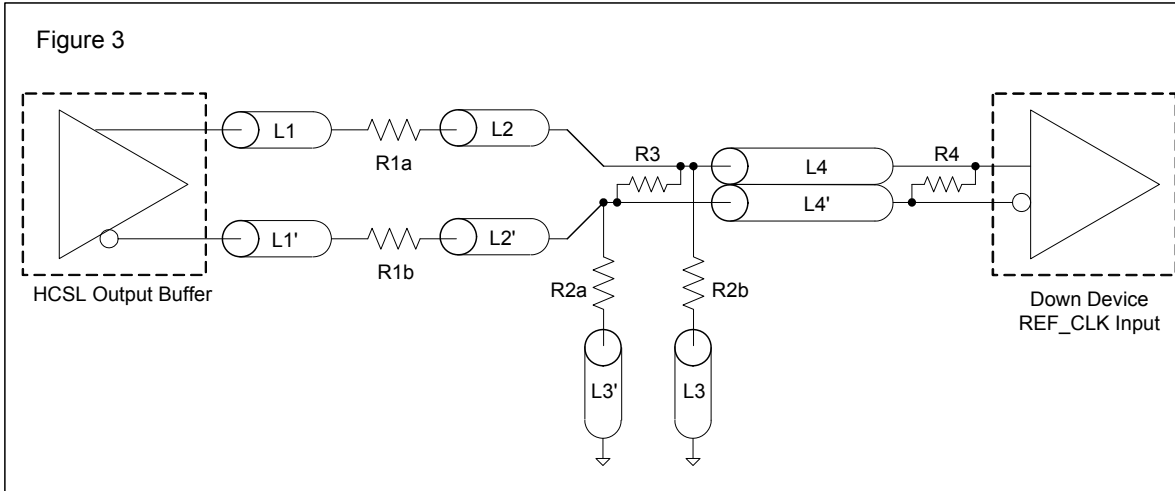 Figure 3
L1
R1a
L2
R3
L4
R4
L4'
L1'
R1b
L2'
HCSL Output Buffer
R2a
R2b
Down Device
REF_CLK Input
L3'
L3